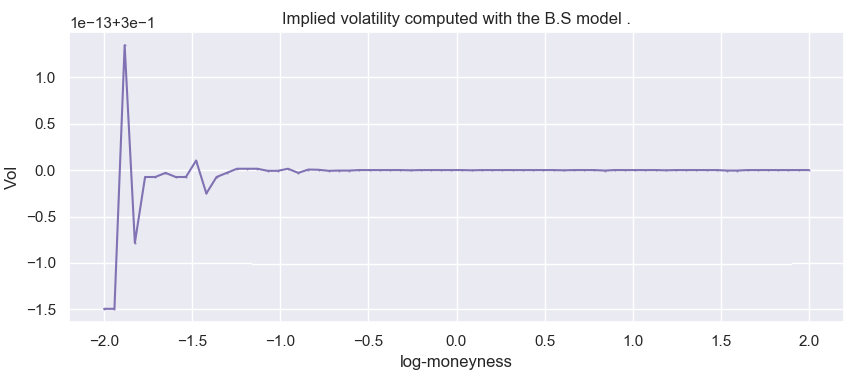 Implied volatility computed with the B.S model .
1e−13+3e−1
1.0
0.5
0.0
−0.5
−1.0
−1.5
Vol
−2.0 −1.5 −1.0 −0.5 0.0 0.5 1.0 1.5 2.0
log-moneyness